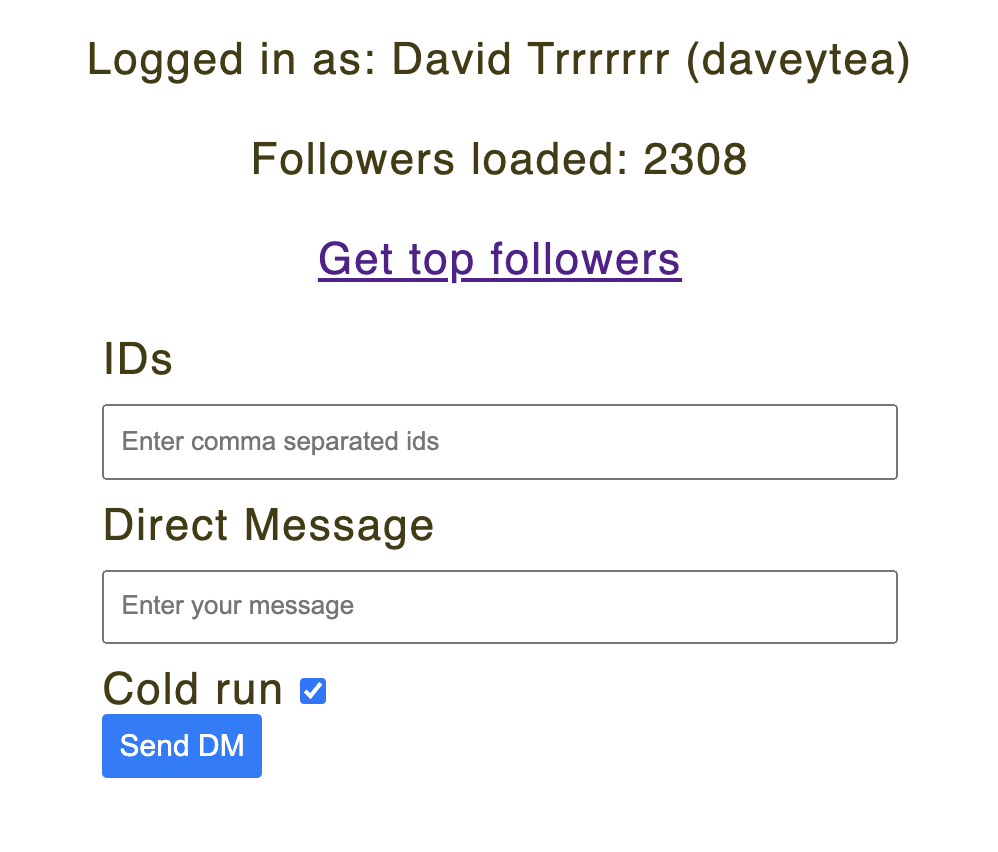 Logged in as: David Trrrrrrr (daveytea)
Followers loaded: 2308
Get top followers
IDs
Enter comma separated ids
Direct Message
Enter your message
Cold run
Send DM